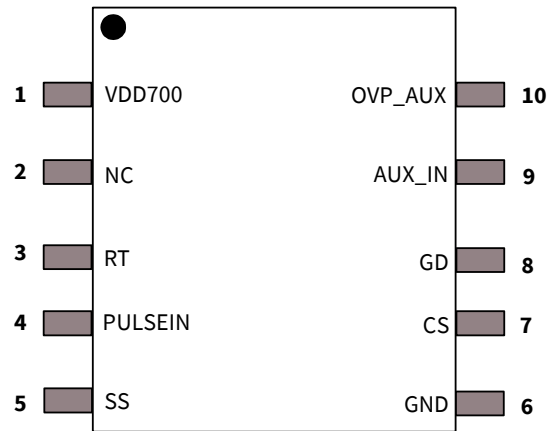 1 VDD700 OVP_AUX 10
2 NC AUX_IN 9
3 RT GD 8
4 PULSEIN CS 7
5 SS GND 6